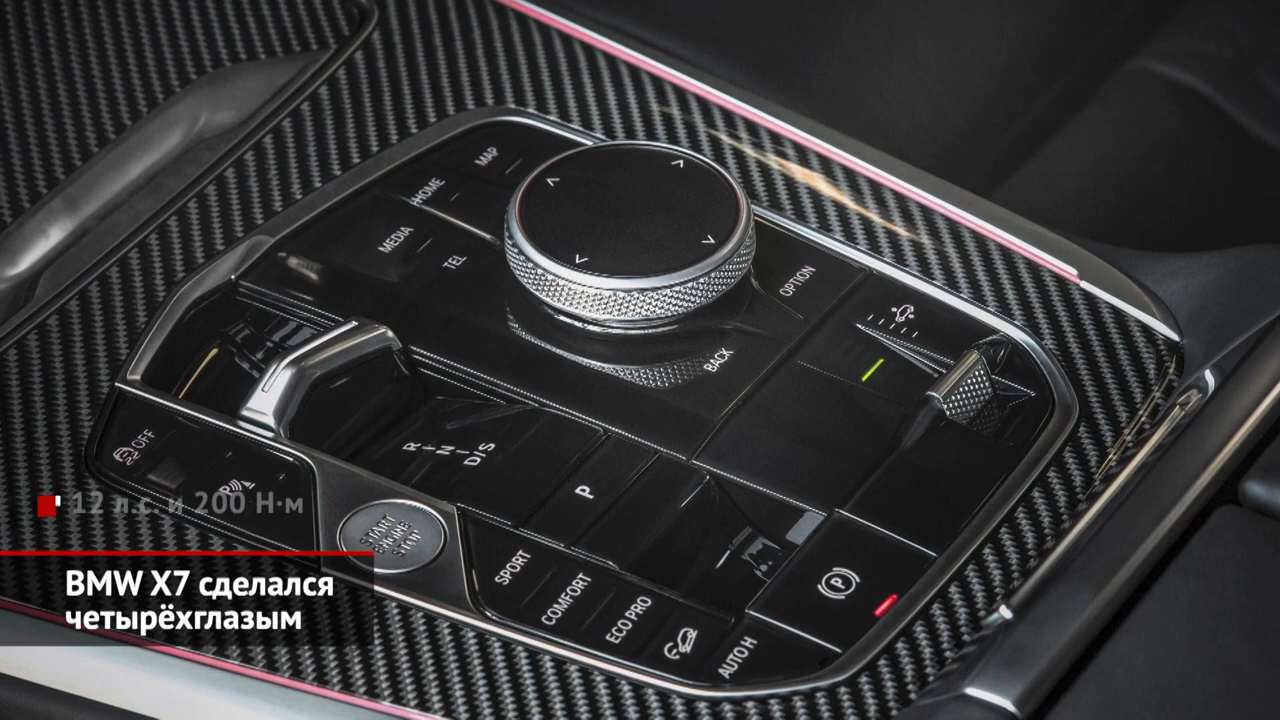 MAP
HOME
MEDIA
TEL
OPTION
BACK
OFF
R N D/S
P
P
START
ENGINE
STOP
SPORT
COMFORT
ECO PRO
AUTO H
(P)
12 л.с. и 200 Н·м
BMW X7 сделался
четырёхглазым